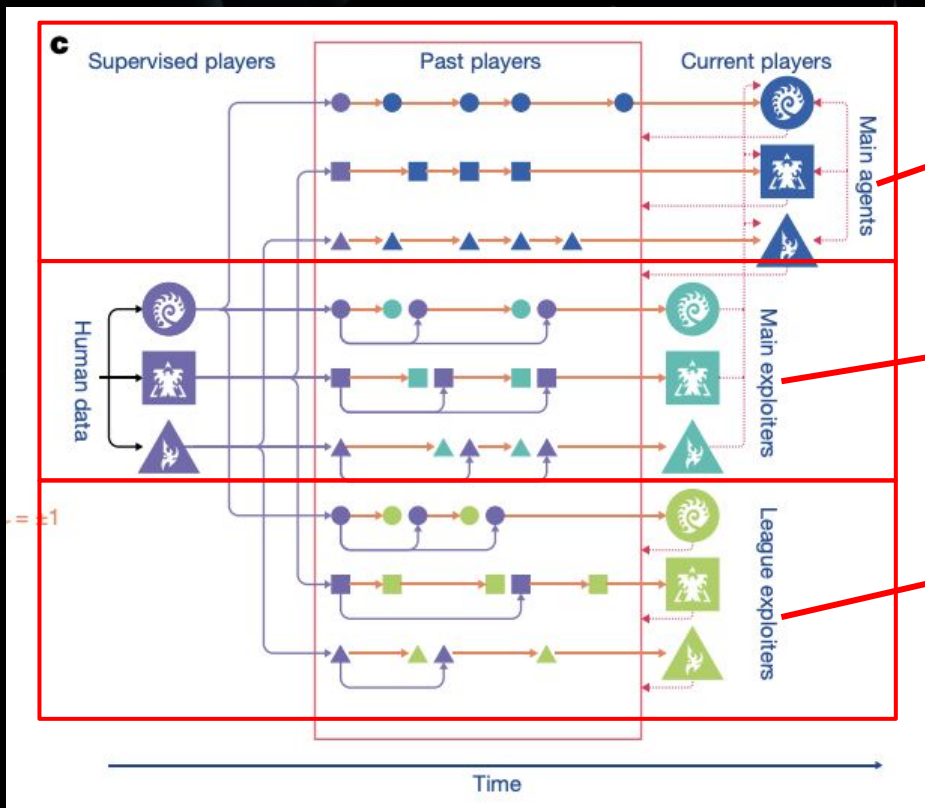 c
Supervised players
Past players
Current players
Main agents
Human data
Main exploiters
= ±1
League exploiters
Time